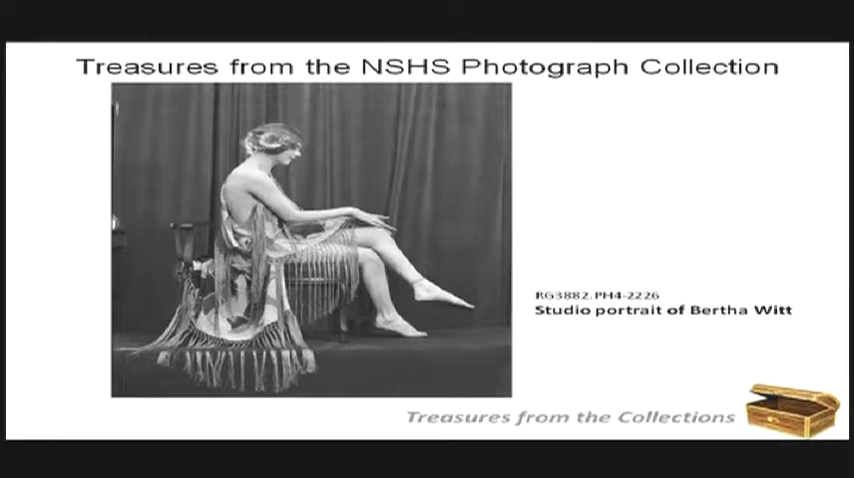 Treasures from the NSHS Photograph Collection
RG3882.PH4-2226
Studio portrait of Bertha Witt
Treasures from the Collections